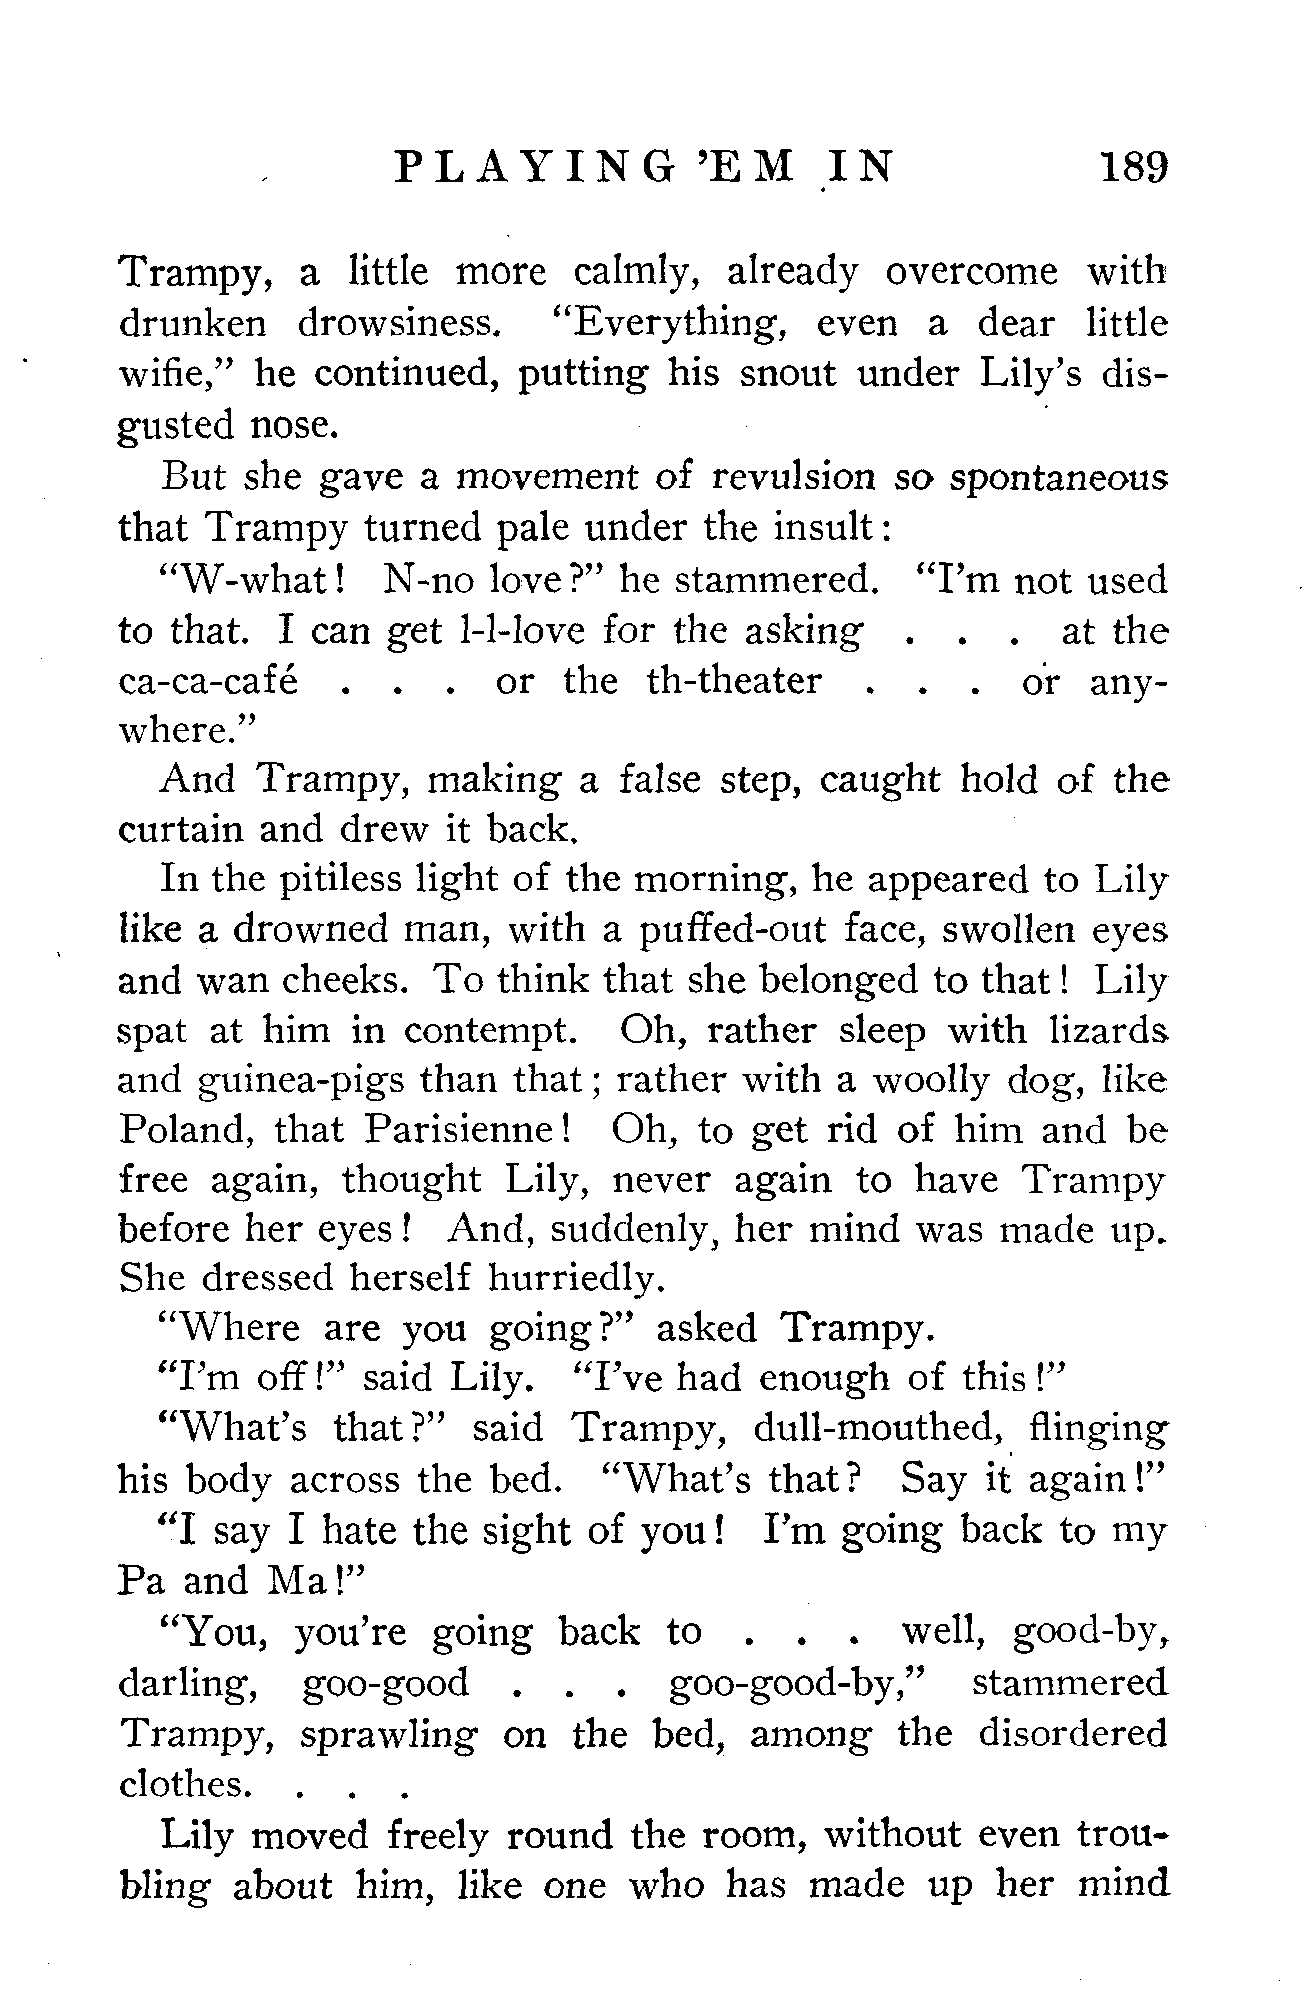 PLAYING 'EM IN 189
Trampy, a little more calmly, already overcome with
drunken drowsiness. "Everything, even a dear little
wifie," he continued, putting his snout under Lily's dis-
gusted nose.
But she gave a movement of revulsion so spontaneous
that Trampy turned pale under the insult:
"W-what! N-no love?" he stammered. "I'm not used
to that. I can get l-l-love for the asking . . . at the
ca-ca-café . . . or the th-theater . . . or any-
where."
And Trampy, making a false step, caught hold of the
curtain and drew it back.
In the pitiless light of the morning, he appeared to Lily
like a drowned man, with a puffed-out face, swollen eyes
and wan cheeks. To think that she belonged to that! Lily
spat at him in contempt. Oh, rather sleep with lizards
and guinea-pigs than that; rather with a woolly dog, like
Poland, that Parisienne! Oh, to get rid of him and be
free again, thought Lily, never again to have Trampy
before her eyes! And, suddenly, her mind was made up.
She dressed herself hurriedly.
"Where are you going?" asked Trampy.
"I'm off!" said Lily. "I've had enough of this!"
"What's that?" said Trampy, dull-mouthed, flinging
his body across the bed. "What's that? Say it again!"
"I say I hate the sight of you! I'm going back to my
Pa and Ma!"
"You, you're going back to . . . well, good-by,
darling, goo-good . . . goo-good-by," stammered
Trampy, sprawling on the bed, among the disordered
clothes. . . .
Lily moved freely round the room, without even trou-
bling about him, like one who has made up her mind